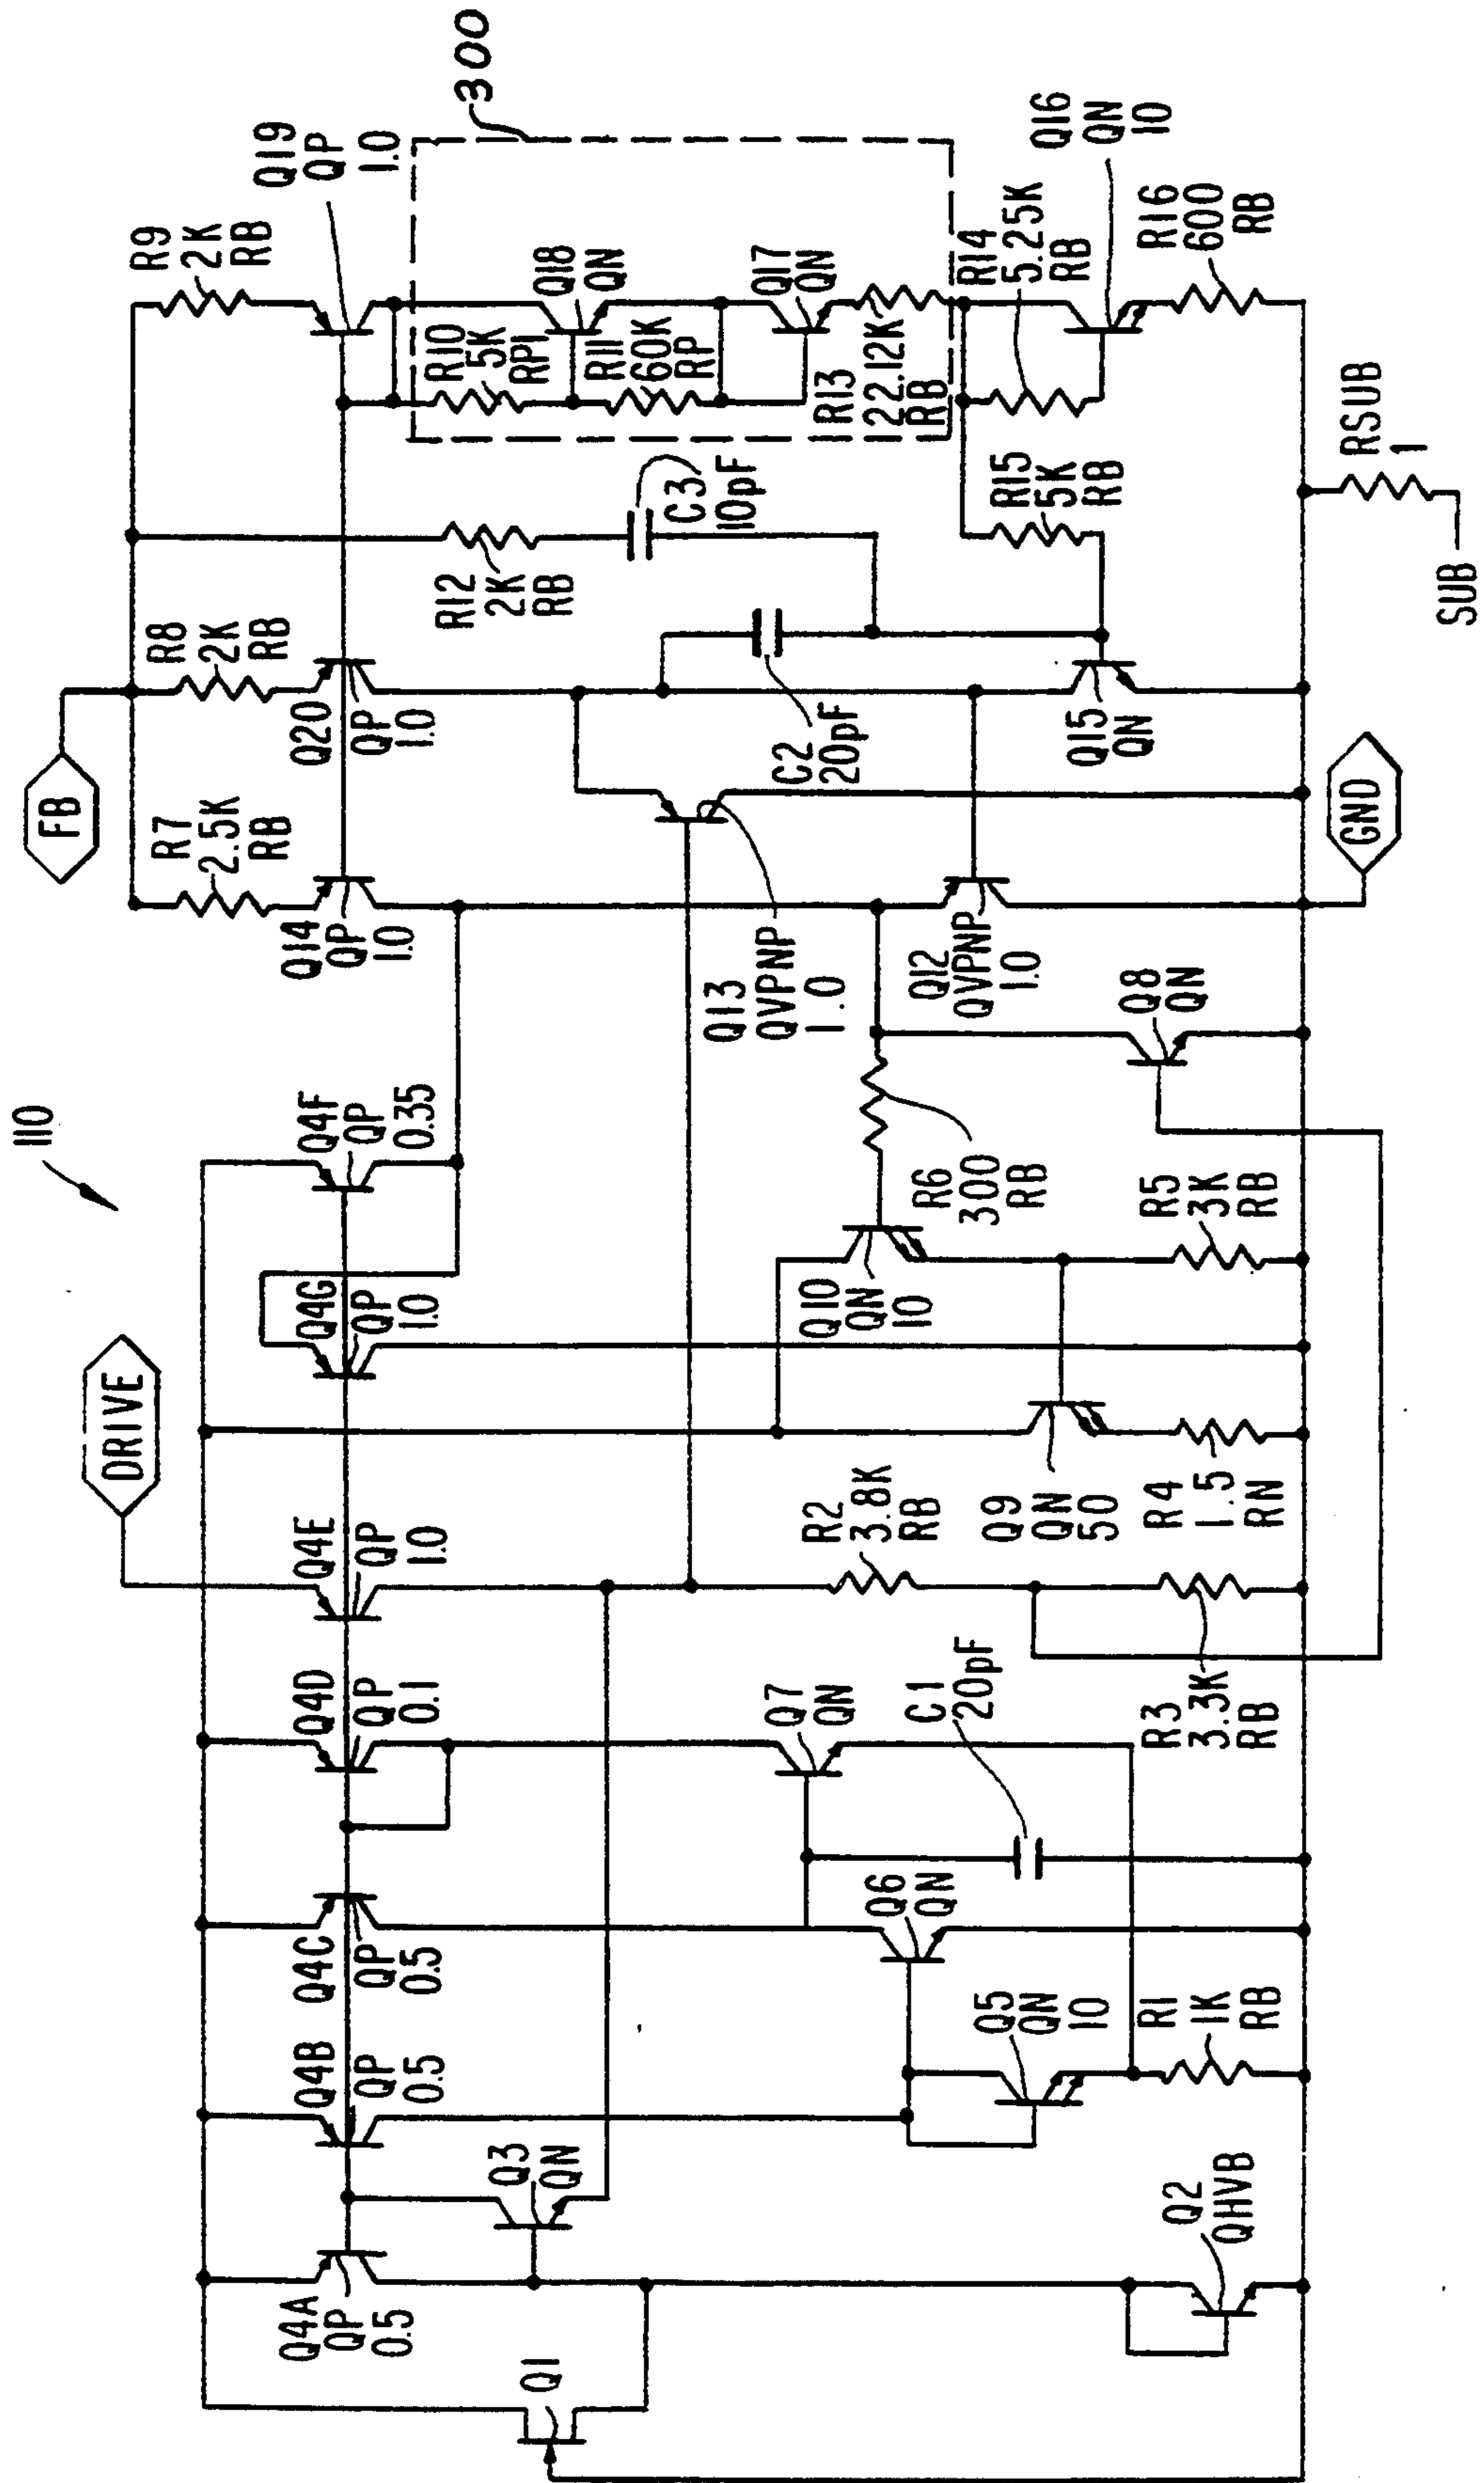 110
300
DRIVE
FB
Q4A
QP
0.5
Q4B
QP
0.5
Q4C
QP
0.5
Q4D
QP
0.1
Q4E
QP
1.0
Q4G
QP
1.0
Q4F
QP
0.35
Q14
QP
1.0
R7
2.5K
RB
Q20
QP
1.0
R8
2K
RB
R9
2K
RB
Q19
QP
1.0
Q1
Q3
QN
Q2
QHVB
Q5
QN
10
R1
1K
RB
Q6
QN
Q7
QN
C1
20pF
R2
3.8K
RB
R3
3.3K
RB
Q9
QN
50
R4
1.5
RN
Q10
QN
10
R6
300
RB
R5
3K
RB
Q8
QN
Q13
QVPNP
1.0
Q12
QVPNP
1.0
C2
20pF
Q15
QN
R12
2K
RB
C3
10pF
R15
5K
RB
R10
5K
RP1
R11
60K
RP
Q18
QN
Q17
QN
R13
122.12K
RB
R14
5.25K
RB
Q16
QN
10
R16
600
RB
GND
RSUB
1
SUB